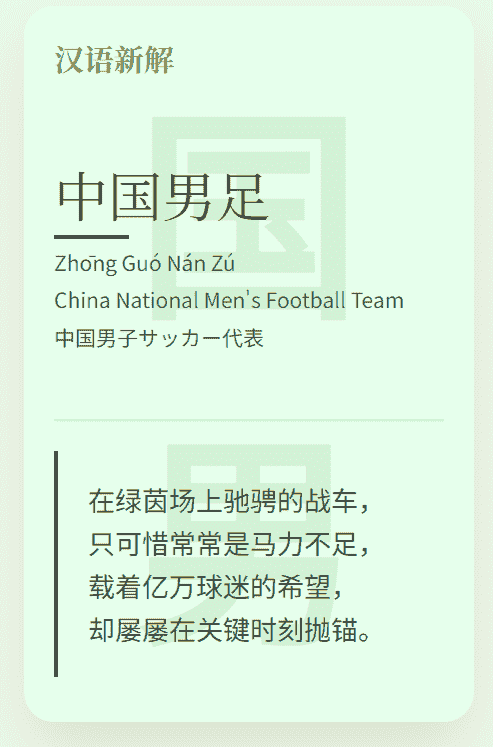 汉语新解
中国男足
Zhōng Guó Nán Zú
China National Men's Football Team
中国男子サッカー代表
在绿茵场上驰骋的战车，
只可惜常常是马力不足，
载着亿万球迷的希望，
却屡屡在关键时刻抛锚。
国
男